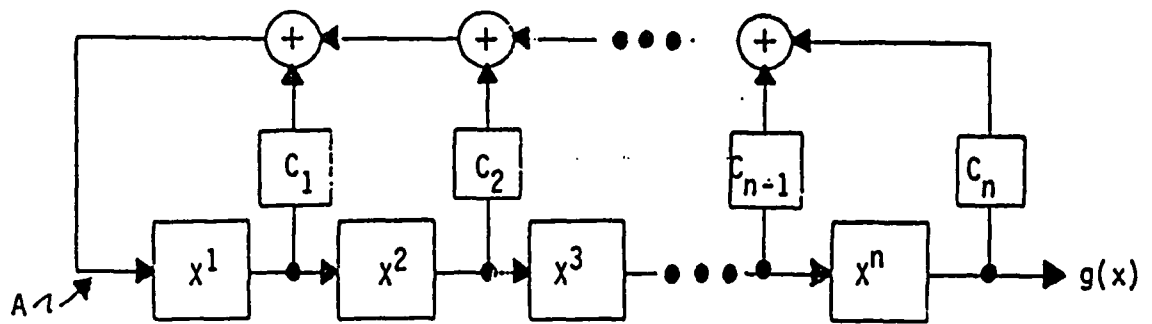 + + +
C₁ C₂ Cₙ₋₁ Cₙ
A X¹ X² X³ Xⁿ g(x)